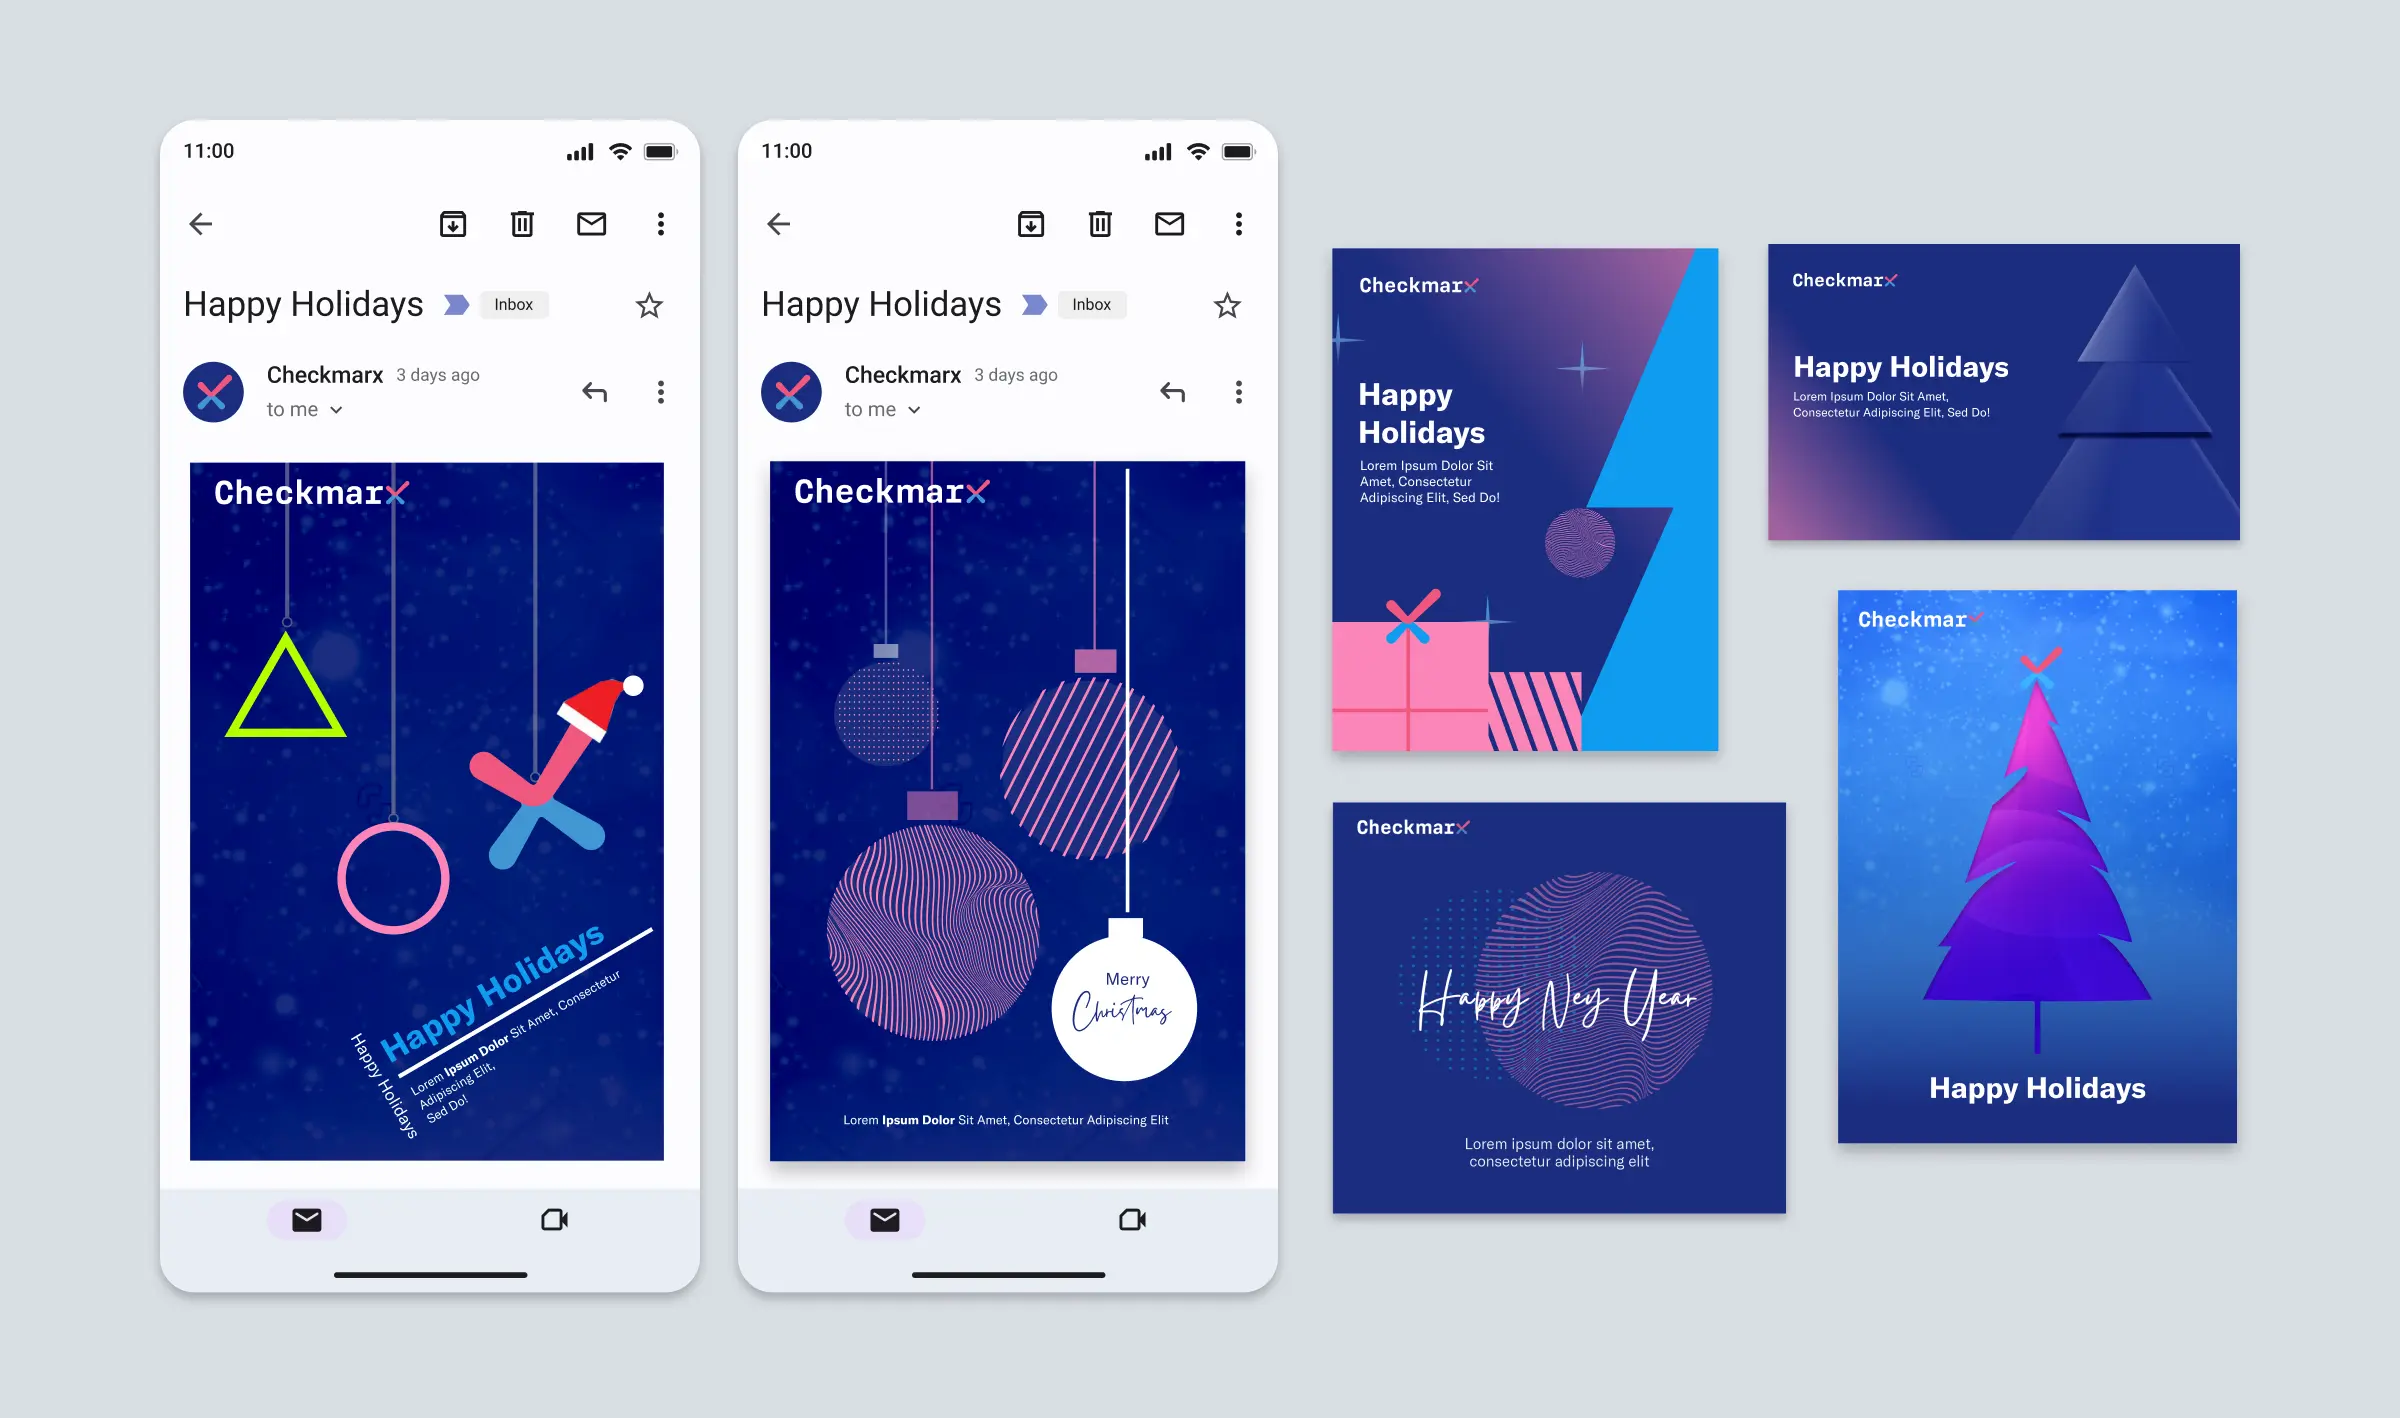 11:00
Happy Holidays
Inbox
Checkmarx 3 days ago
to me
Checkmarx
Happy Holidays
Happy Holidays
Lorem Ipsum Dolor Sit Amet, Consectetur
Adipiscing Elit,
Sed Do!
11:00
Happy Holidays
Inbox
Checkmarx 3 days ago
to me
Checkmarx
Merry
Christmas
Lorem Ipsum Dolor Sit Amet, Consectetur Adipiscing Elit
Checkmarx
Happy
Holidays
Lorem Ipsum Dolor Sit
Amet, Consectetur
Adipiscing Elit, Sed Do!
Checkmarx
Happy Holidays
Lorem Ipsum Dolor Sit Amet,
Consectetur Adipiscing Elit, Sed Do!
Checkmarx
Happy Ney Year
Lorem ipsum dolor sit amet,
consectetur adipiscing elit
Checkmarx
Happy Holidays